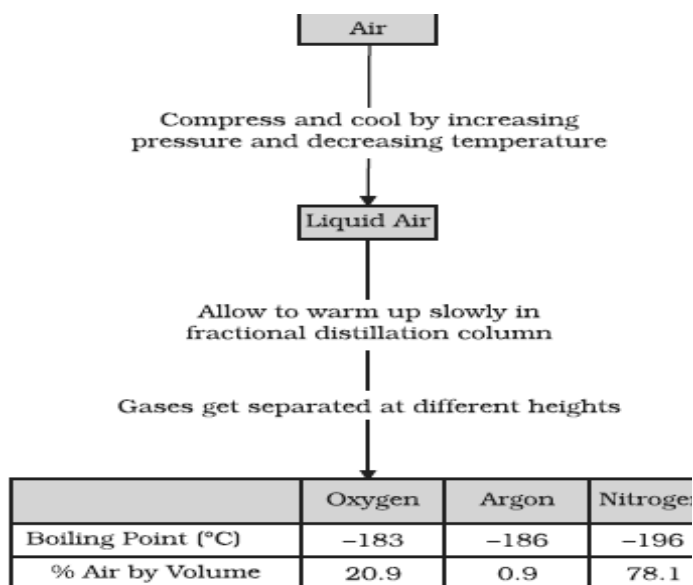 Air
Compress and cool by increasing
pressure and decreasing temperature
Liquid Air
Allow to warm up slowly in
fractional distillation column
Gases get separated at different heights
Oxygen Argon Nitroge
Boiling Point (°C) –183 –186 –196
% Air by Volume 20.9 0.9 78.1